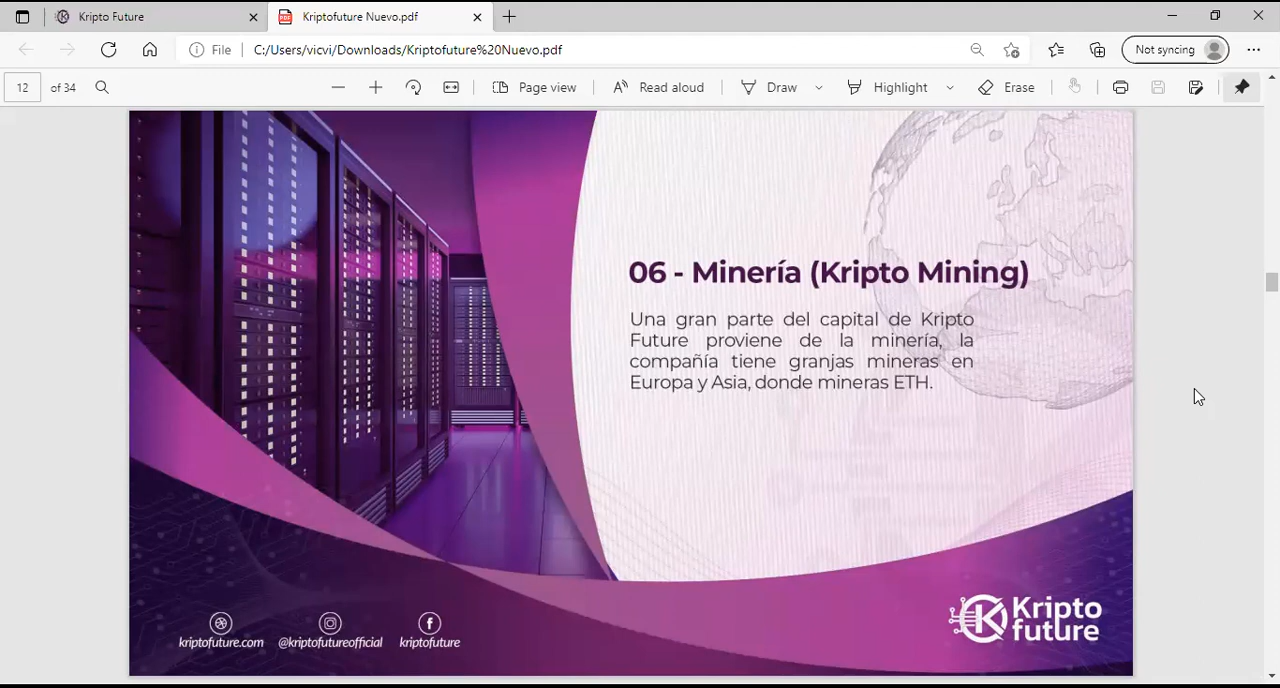 Kripto Future
Kriptofuture Nuevo.pdf
File
C:/Users/vicvi/Downloads/Kriptofuture%20Nuevo.pdf
Not syncing
12 of 34
Page view
Read aloud
Draw
Highlight
Erase
06 - Minería (Kripto Mining)
Una gran parte del capital de Kripto
Future proviene de la minería, la
compañía tiene granjas mineras en
Europa y Asia, donde mineras ETH.
kriptofuture.com
@kriptofutureofficial
kriptofuture
Kripto
future